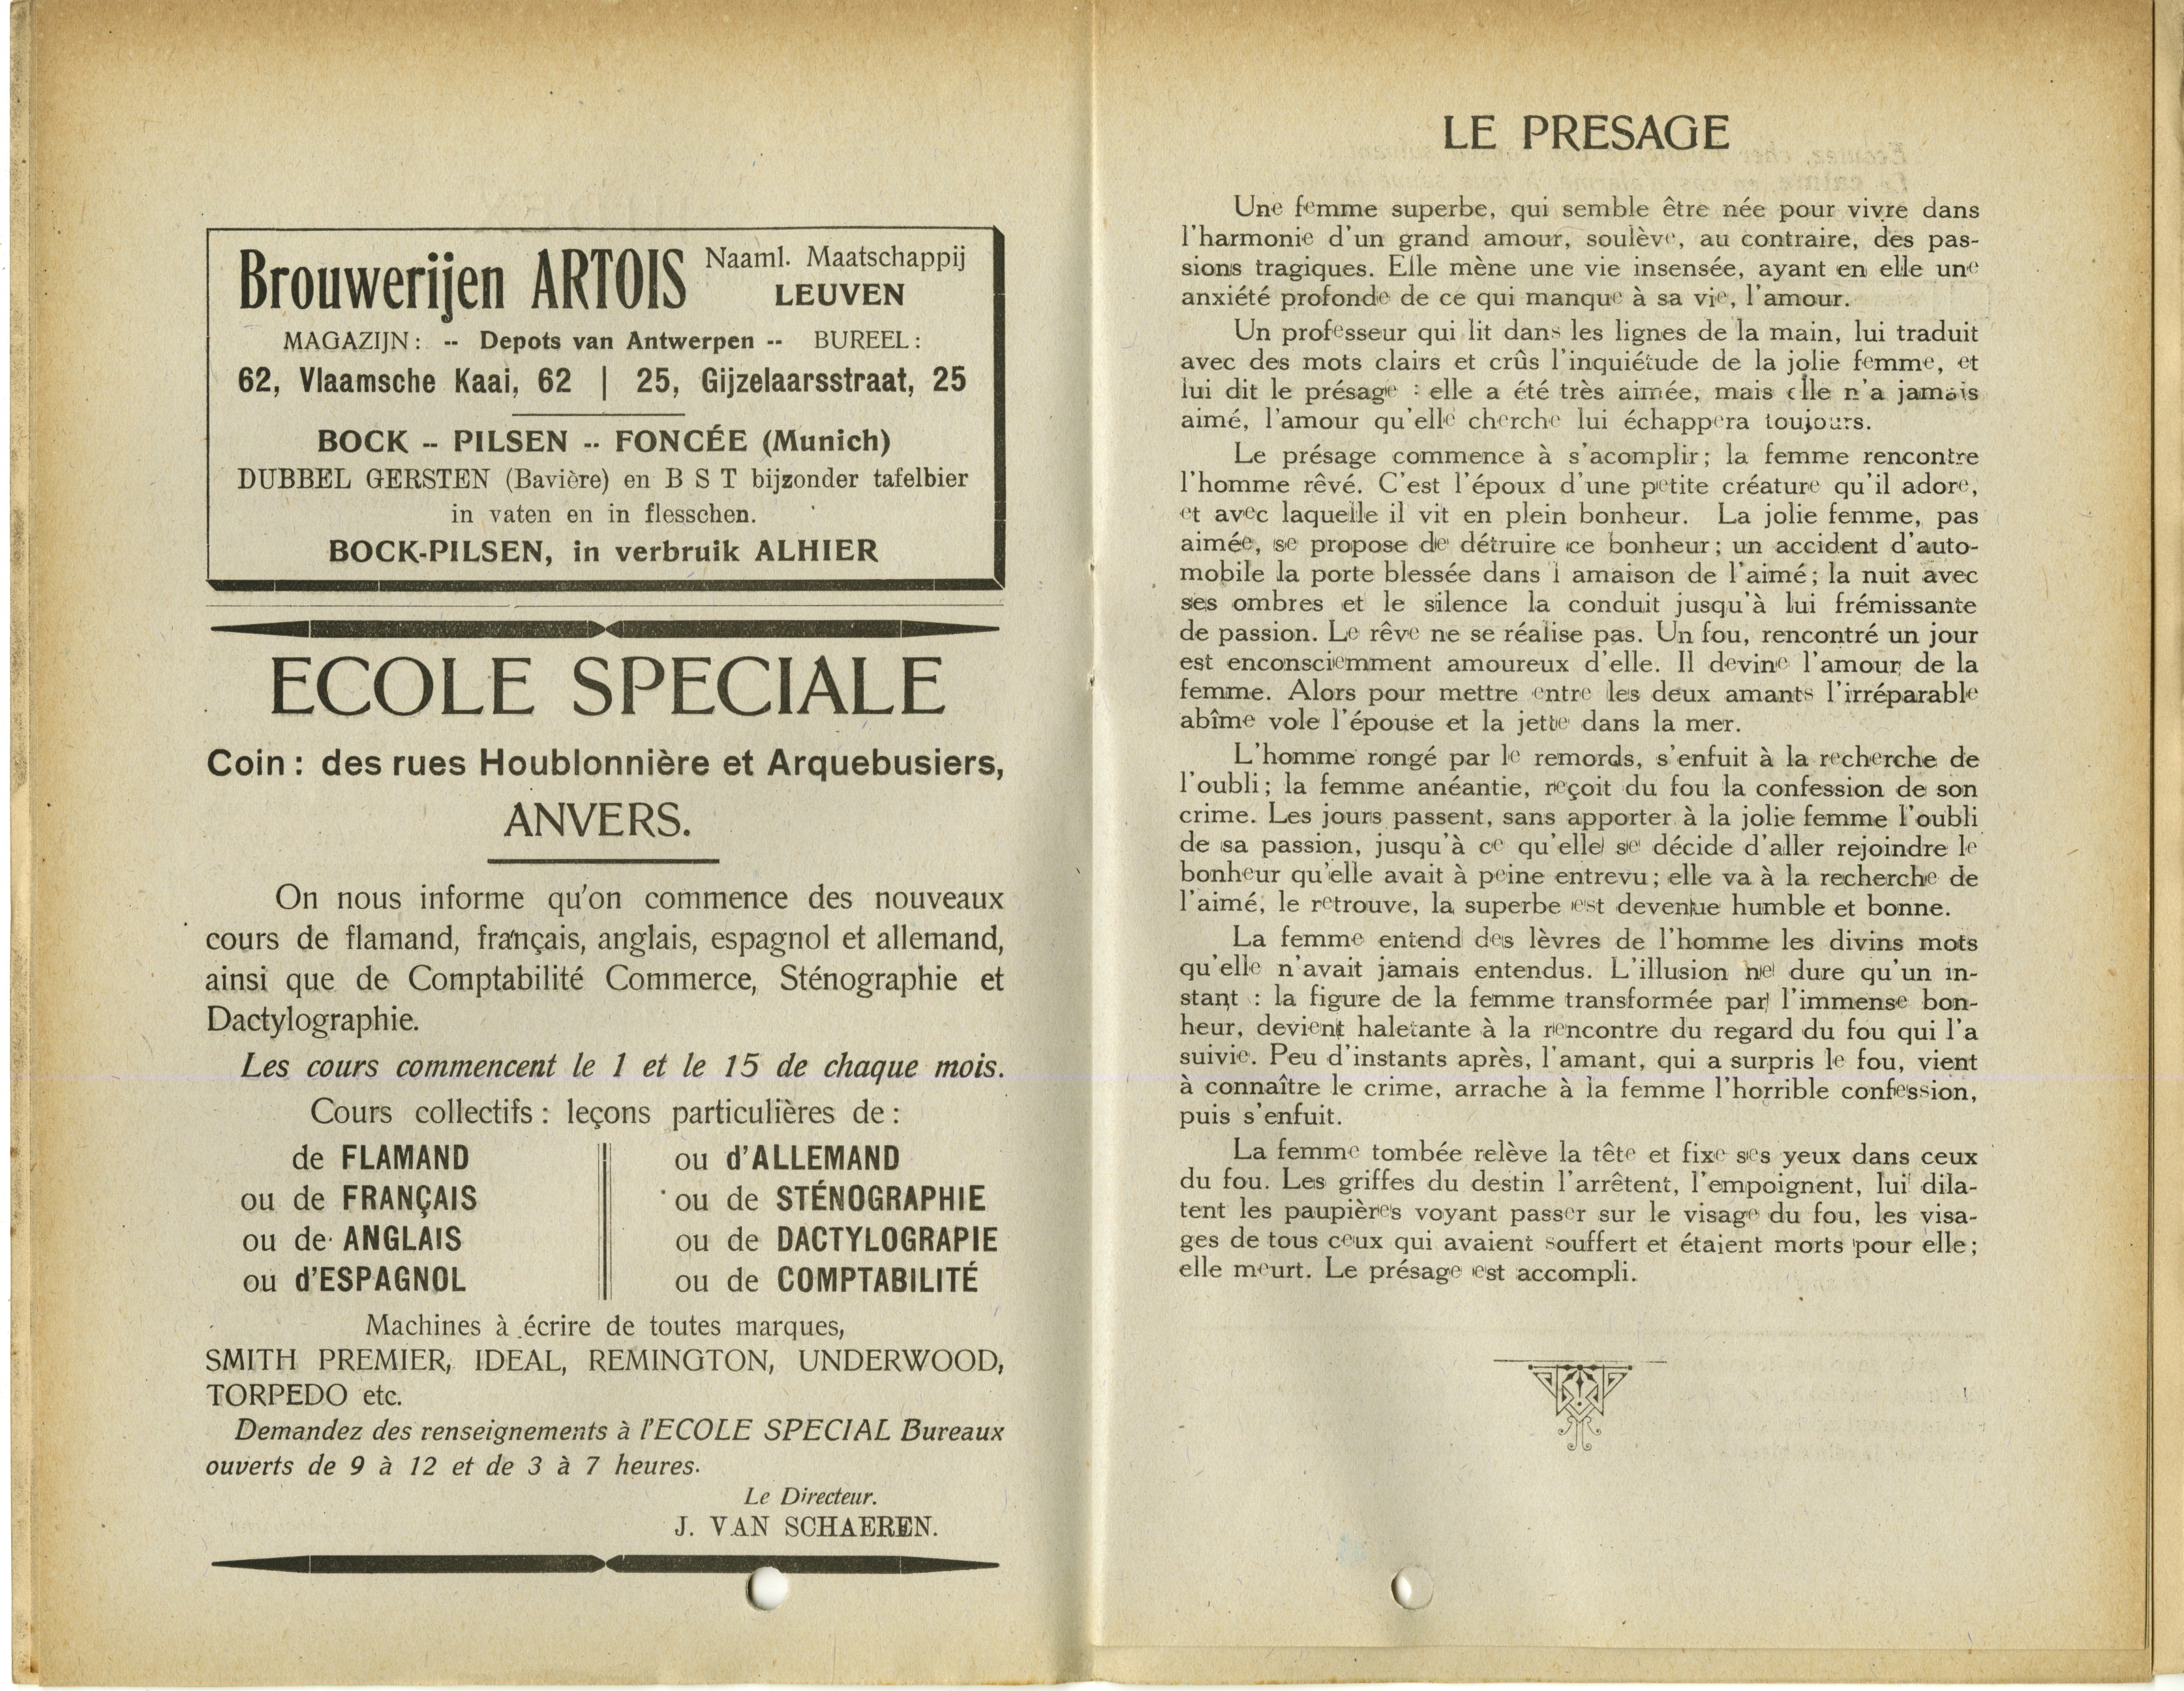 Brouwerijen ARTOIS Naaml. Maatschappij
LEUVEN
MAGAZIJN: -- Depots van Antwerpen -- BUREEL:
62, Vlaamsche Kaai, 62 | 25, Gijzelaarsstraat, 25
BOCK -- PILSEN -- FONCÉE (Munich)
DUBBEL GERSTEN (Bavière) en B S T bijzonder tafelbier
in vaten en in flesschen.
BOCK-PILSEN, in verbruik ALHIER
ECOLE SPECIALE
Coin: des rues Houblonnière et Arquebusiers,
ANVERS.
On nous informe qu'on commence des nouveaux
cours de flamand, français, anglais, espagnol et allemand,
ainsi que de Comptabilité Commerce, Sténographie et
Dactylographie.
Les cours commencent le 1 et le 15 de chaque mois.
Cours collectifs: leçons particulières de:
de FLAMAND
ou de FRANÇAIS
ou de ANGLAIS
ou d'ESPAGNOL
ou d'ALLEMAND
ou de STÉNOGRAPHIE
ou de DACTYLOGRAPIE
ou de COMPTABILITÉ
Machines à écrire de toutes marques,
SMITH PREMIER, IDEAL, REMINGTON, UNDERWOOD,
TORPEDO etc.
Demandez des renseignements à l'ECOLE SPECIAL Bureaux
ouverts de 9 à 12 et de 3 à 7 heures.
Le Directeur.
J. VAN SCHAEREN.
LE PRESAGE
Une femme superbe, qui semble être née pour vivre dans
l'harmonie d'un grand amour, soulève, au contraire, des pas-
sions tragiques. Elle mène une vie insensée, ayant en elle une
anxiété profonde de ce qui manque à sa vie, l'amour.
Un professeur qui lit dans les lignes de la main, lui traduit
avec des mots clairs et crûs l'inquiétude de la jolie femme, et
lui dit le présage : elle a été très aimée, mais elle n'a jamais
aimé, l'amour qu'elle cherche lui échappera toujours.
Le présage commence à s'acomplir; la femme rencontre
l'homme rêvé. C'est l'époux d'une petite créature qu'il adore,
et avec laquelle il vit en plein bonheur. La jolie femme, pas
aimée, se propose de détruire ce bonheur; un accident d'auto-
mobile la porte blessée dans l amaison de l'aimé; la nuit avec
ses ombres et le silence la conduit jusqu'à lui frémissante
de passion. Le rêve ne se réalise pas. Un fou, rencontré un jour
est enconsciemment amoureux d'elle. Il devine l'amour de la
femme. Alors pour mettre entre les deux amants l'irréparable
abîme vole l'épouse et la jette dans la mer.
L'homme rongé par le remords, s'enfuit à la recherche de
l'oubli; la femme anéantie, reçoit du fou la confession de son
crime. Les jours passent, sans apporter à la jolie femme l'oubli
de sa passion, jusqu'à ce qu'elle se décide d'aller rejoindre le
bonheur qu'elle avait à peine entrevu; elle va à la recherche de
l'aimé, le retrouve, la superbe est devenue humble et bonne.
La femme entend des lèvres de l'homme les divins mots
qu'elle n'avait jamais entendus. L'illusion ne dure qu'un in-
stant : la figure de la femme transformée par l'immense bon-
heur, devient haletante à la rencontre du regard du fou qui l'a
suivie. Peu d'instants après, l'amant, qui a surpris le fou, vient
à connaître le crime, arrache à la femme l'horrible confession,
puis s'enfuit.
La femme tombée relève la tête et fixe ses yeux dans ceux
du fou. Les griffes du destin l'arrêtent, l'empoignent, lui dila-
tent les paupières voyant passer sur le visage du fou, les visa-
ges de tous ceux qui avaient souffert et étaient morts pour elle;
elle meurt. Le présage est accompli.